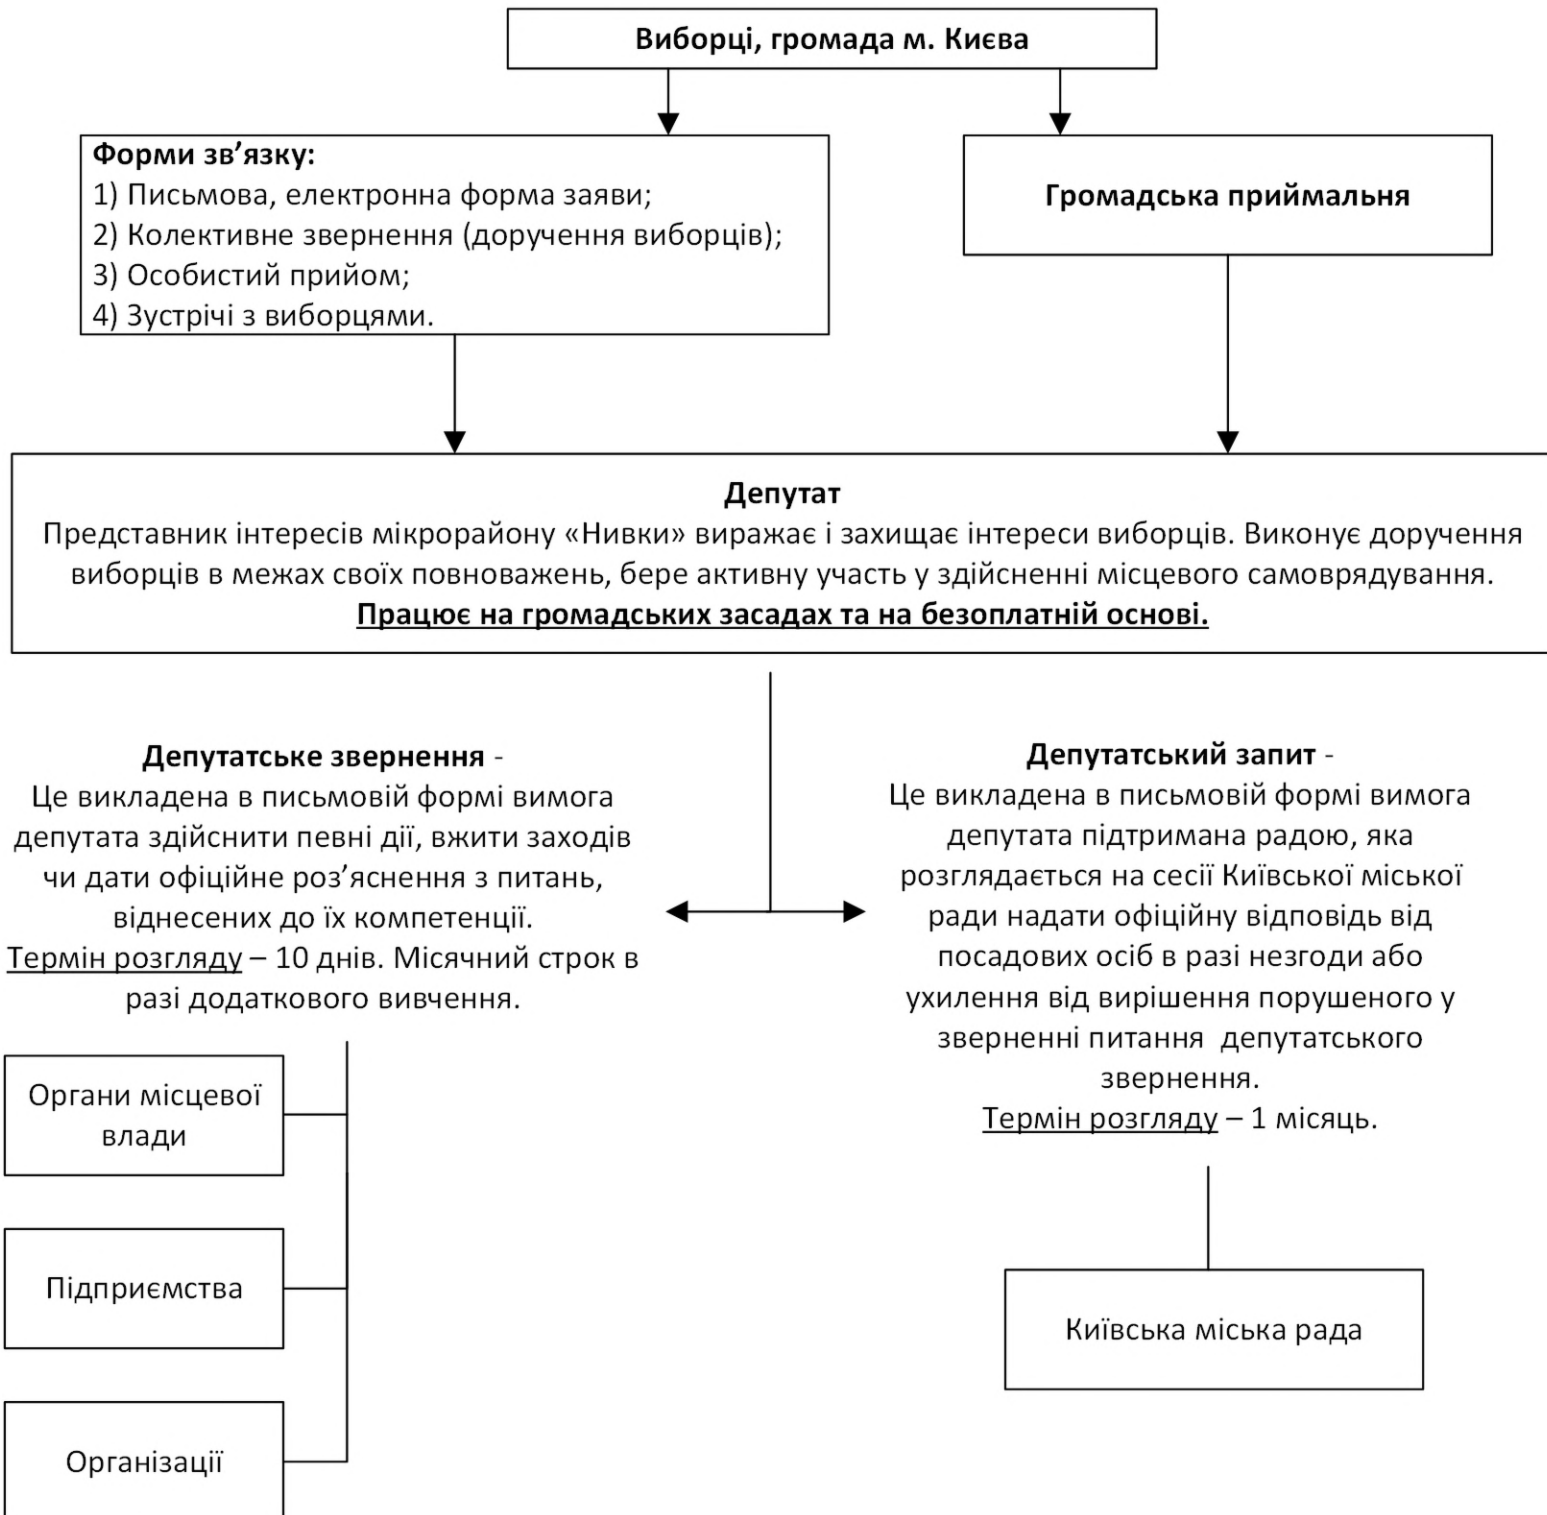 Виборці, громада м. Києва
Форми зв’язку:
1) Письмова, електронна форма заяви;
2) Колективне звернення (доручення виборців);
3) Особистий прийом;
4) Зустрічі з виборцями.
Громадська приймальня
Депутат
Представник інтересів мікрорайону «Нивки» виражає і захищає інтереси виборців. Виконує доручення
виборців в межах своїх повноважень, бере активну участь у здійсненні місцевого самоврядування.
Працює на громадських засадах та на безоплатній основі.
Депутатське звернення -
Це викладена в письмовій формі вимога
депутата здійснити певні дії, вжити заходів
чи дати офіційне роз’яснення з питань,
віднесених до їх компетенції.
Термін розгляду – 10 днів. Місячний строк в
разі додаткового вивчення.
Депутатський запит -
Це викладена в письмовій формі вимога
депутата підтримана радою, яка
розглядається на сесії Київської міської
ради надати офіційну відповідь від
посадових осіб в разі незгоди або
ухилення від вирішення порушеного у
зверненні питання  депутатського
звернення.
Термін розгляду – 1 місяць.
Органи місцевої
влади
Підприємства
Організації
Київська міська рада